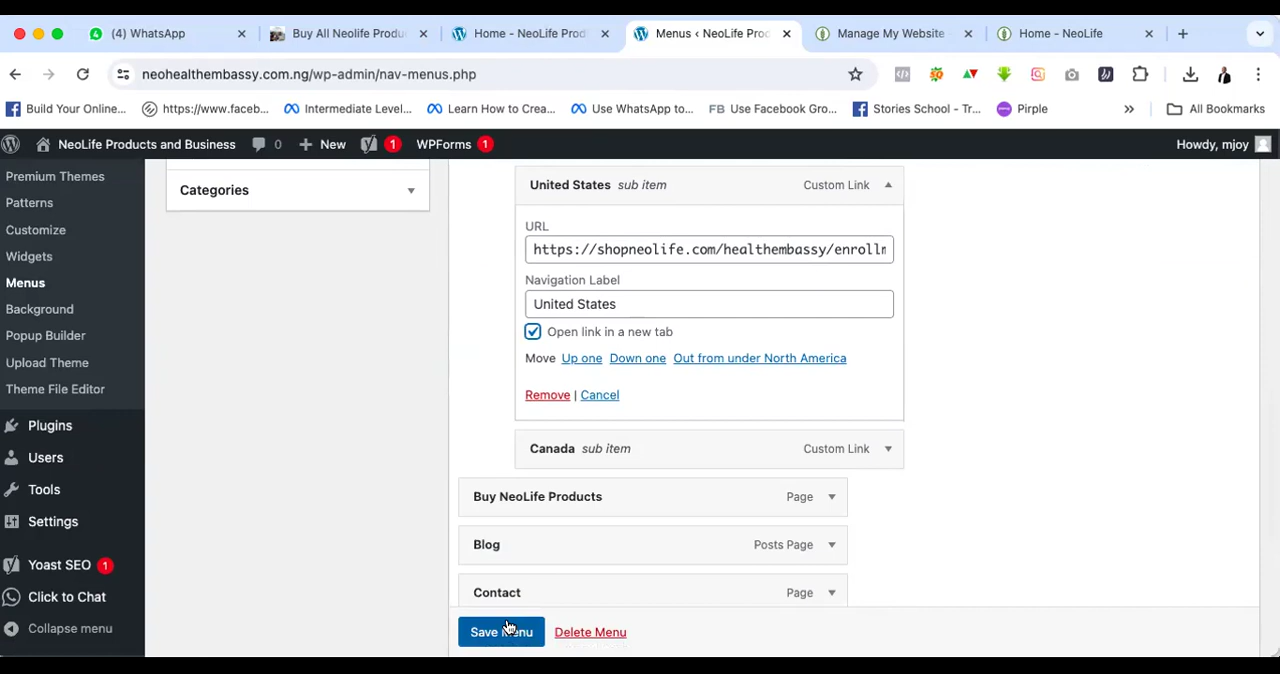 (4) WhatsApp
Buy All Neolife Produ
Home - NeoLife Prod
Menus ‹ NeoLife Proc
Manage My Website -
Home - NeoLife
neohealthembassy.com.ng/wp-admin/nav-menus.php
Build Your Online...
https://www.faceb...
Intermediate Level...
Learn How to Crea...
Use WhatsApp to...
FB Use Facebook Gro...
Stories School - Tr...
Pirple
»
All Bookmarks
NeoLife Products and Business
0
+ New
1
WPForms 1
Howdy, mjoy
Premium Themes
Patterns
Customize
Widgets
Menus
Background
Popup Builder
Upload Theme
Theme File Editor
Plugins
Users
Tools
Settings
Yoast SEO 1
Click to Chat
Collapse menu
Categories
United States sub item Custom Link
URL
https://shopneolife.com/healthembassy/enrollm
Navigation Label
United States
Open link in a new tab
Move Up one Down one Out from under North America
Remove | Cancel
Canada sub item Custom Link
Buy NeoLife Products Page
Blog Posts Page
Contact Page
Save Menu Delete Menu